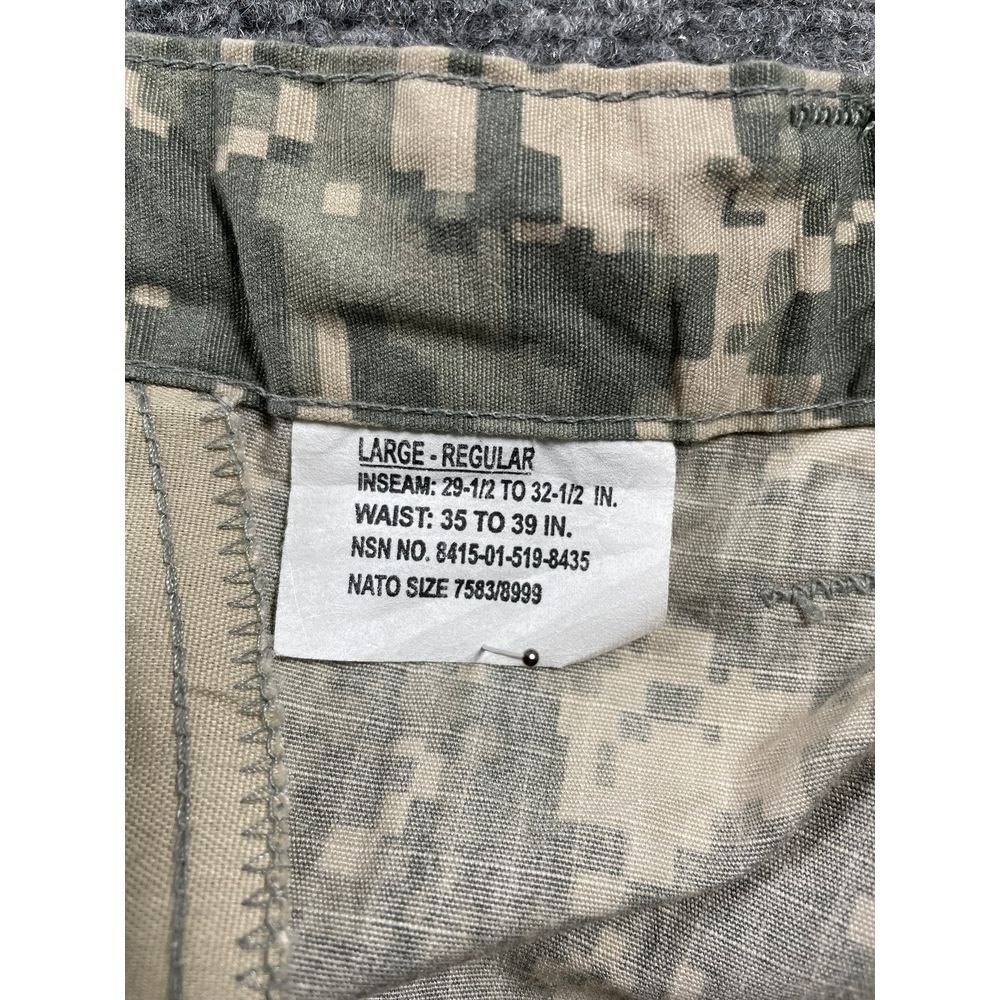 LARGE - REGULAR
INSEAM: 29-1/2 TO 32-1/2 IN.
WAIST: 35 TO 39 IN.
NSN NO. 8415-01-519-8435
NATO SIZE 7583/8999